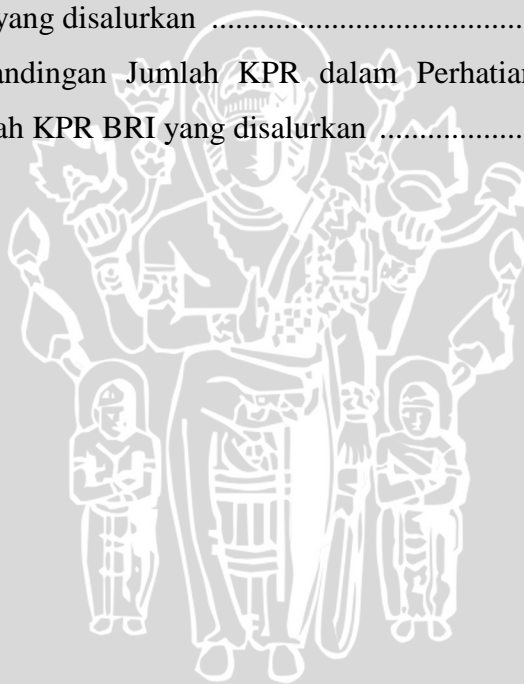 yang disalurkan ........................................
andingan Jumlah KPR dalam Perhatian
ah KPR BRI yang disalurkan ....................